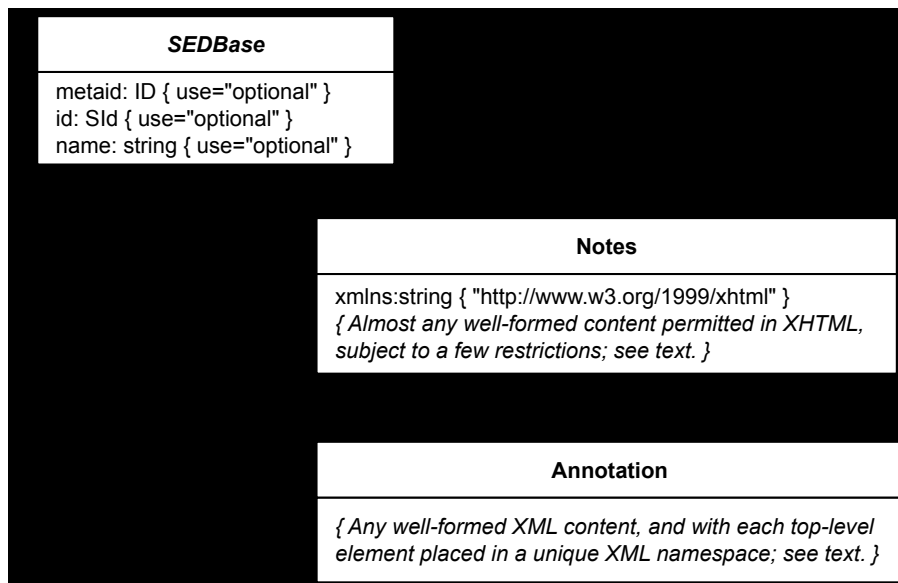 SEDBase
metaid: ID { use="optional" }
id: SId { use="optional" }
name: string { use="optional" }
Notes
xmlns:string { "http://www.w3.org/1999/xhtml" }
{ Almost any well-formed content permitted in XHTML,
subject to a few restrictions; see text. }
Annotation
{ Any well-formed XML content, and with each top-level
element placed in a unique XML namespace; see text. }